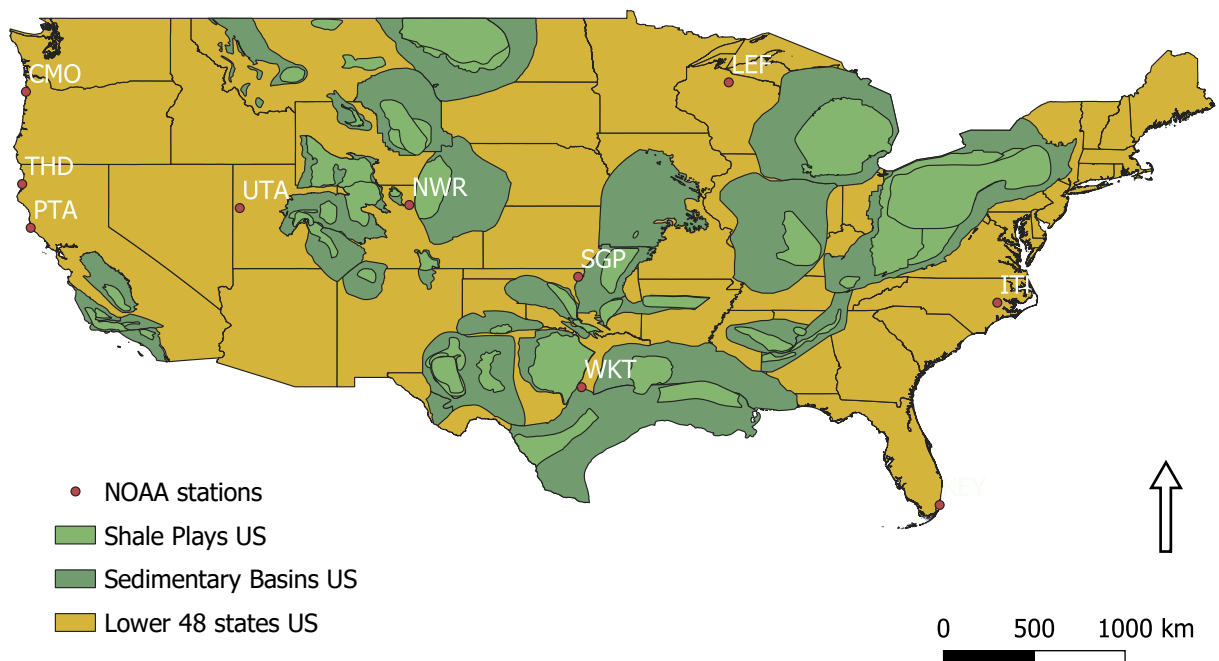 CMO
LEF
THD
UTA
NWR
PTA
SGP
ITN
WKT
KEY
NOAA stations
Shale Plays US
Sedimentary Basins US
Lower 48 states US
0 500 1000 km